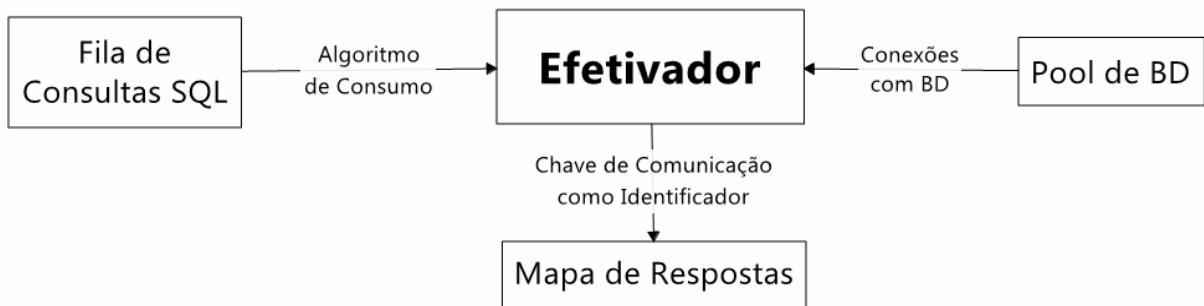 Fila de
Consultas SQL
Algoritmo
de Consumo
Efetivador
Conexões
com BD
Pool de BD
Chave de Comunicação
como Identificador
Mapa de Respostas